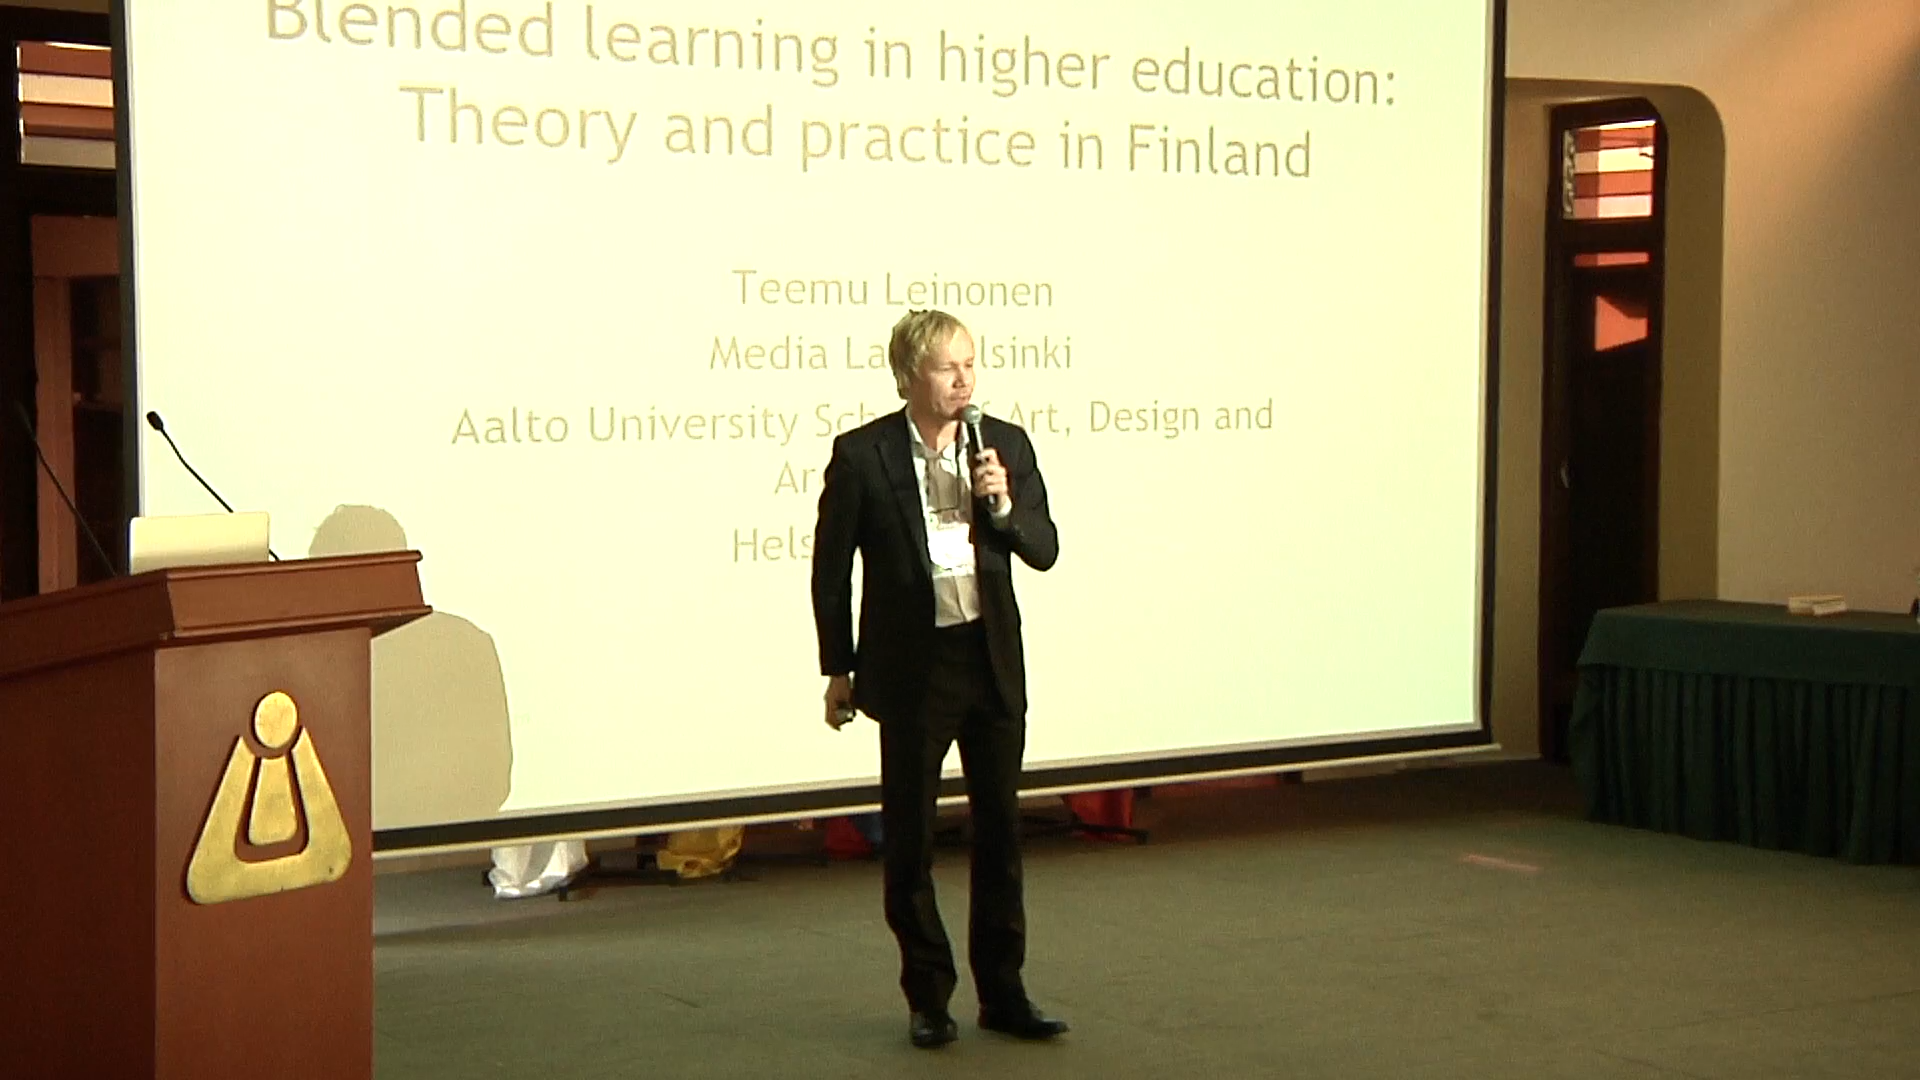 Blended learning in higher education:
Theory and practice in Finland
Teemu Leinonen
Media La lsinki
Aalto University Sch f Art, Design and
Ar
Hels